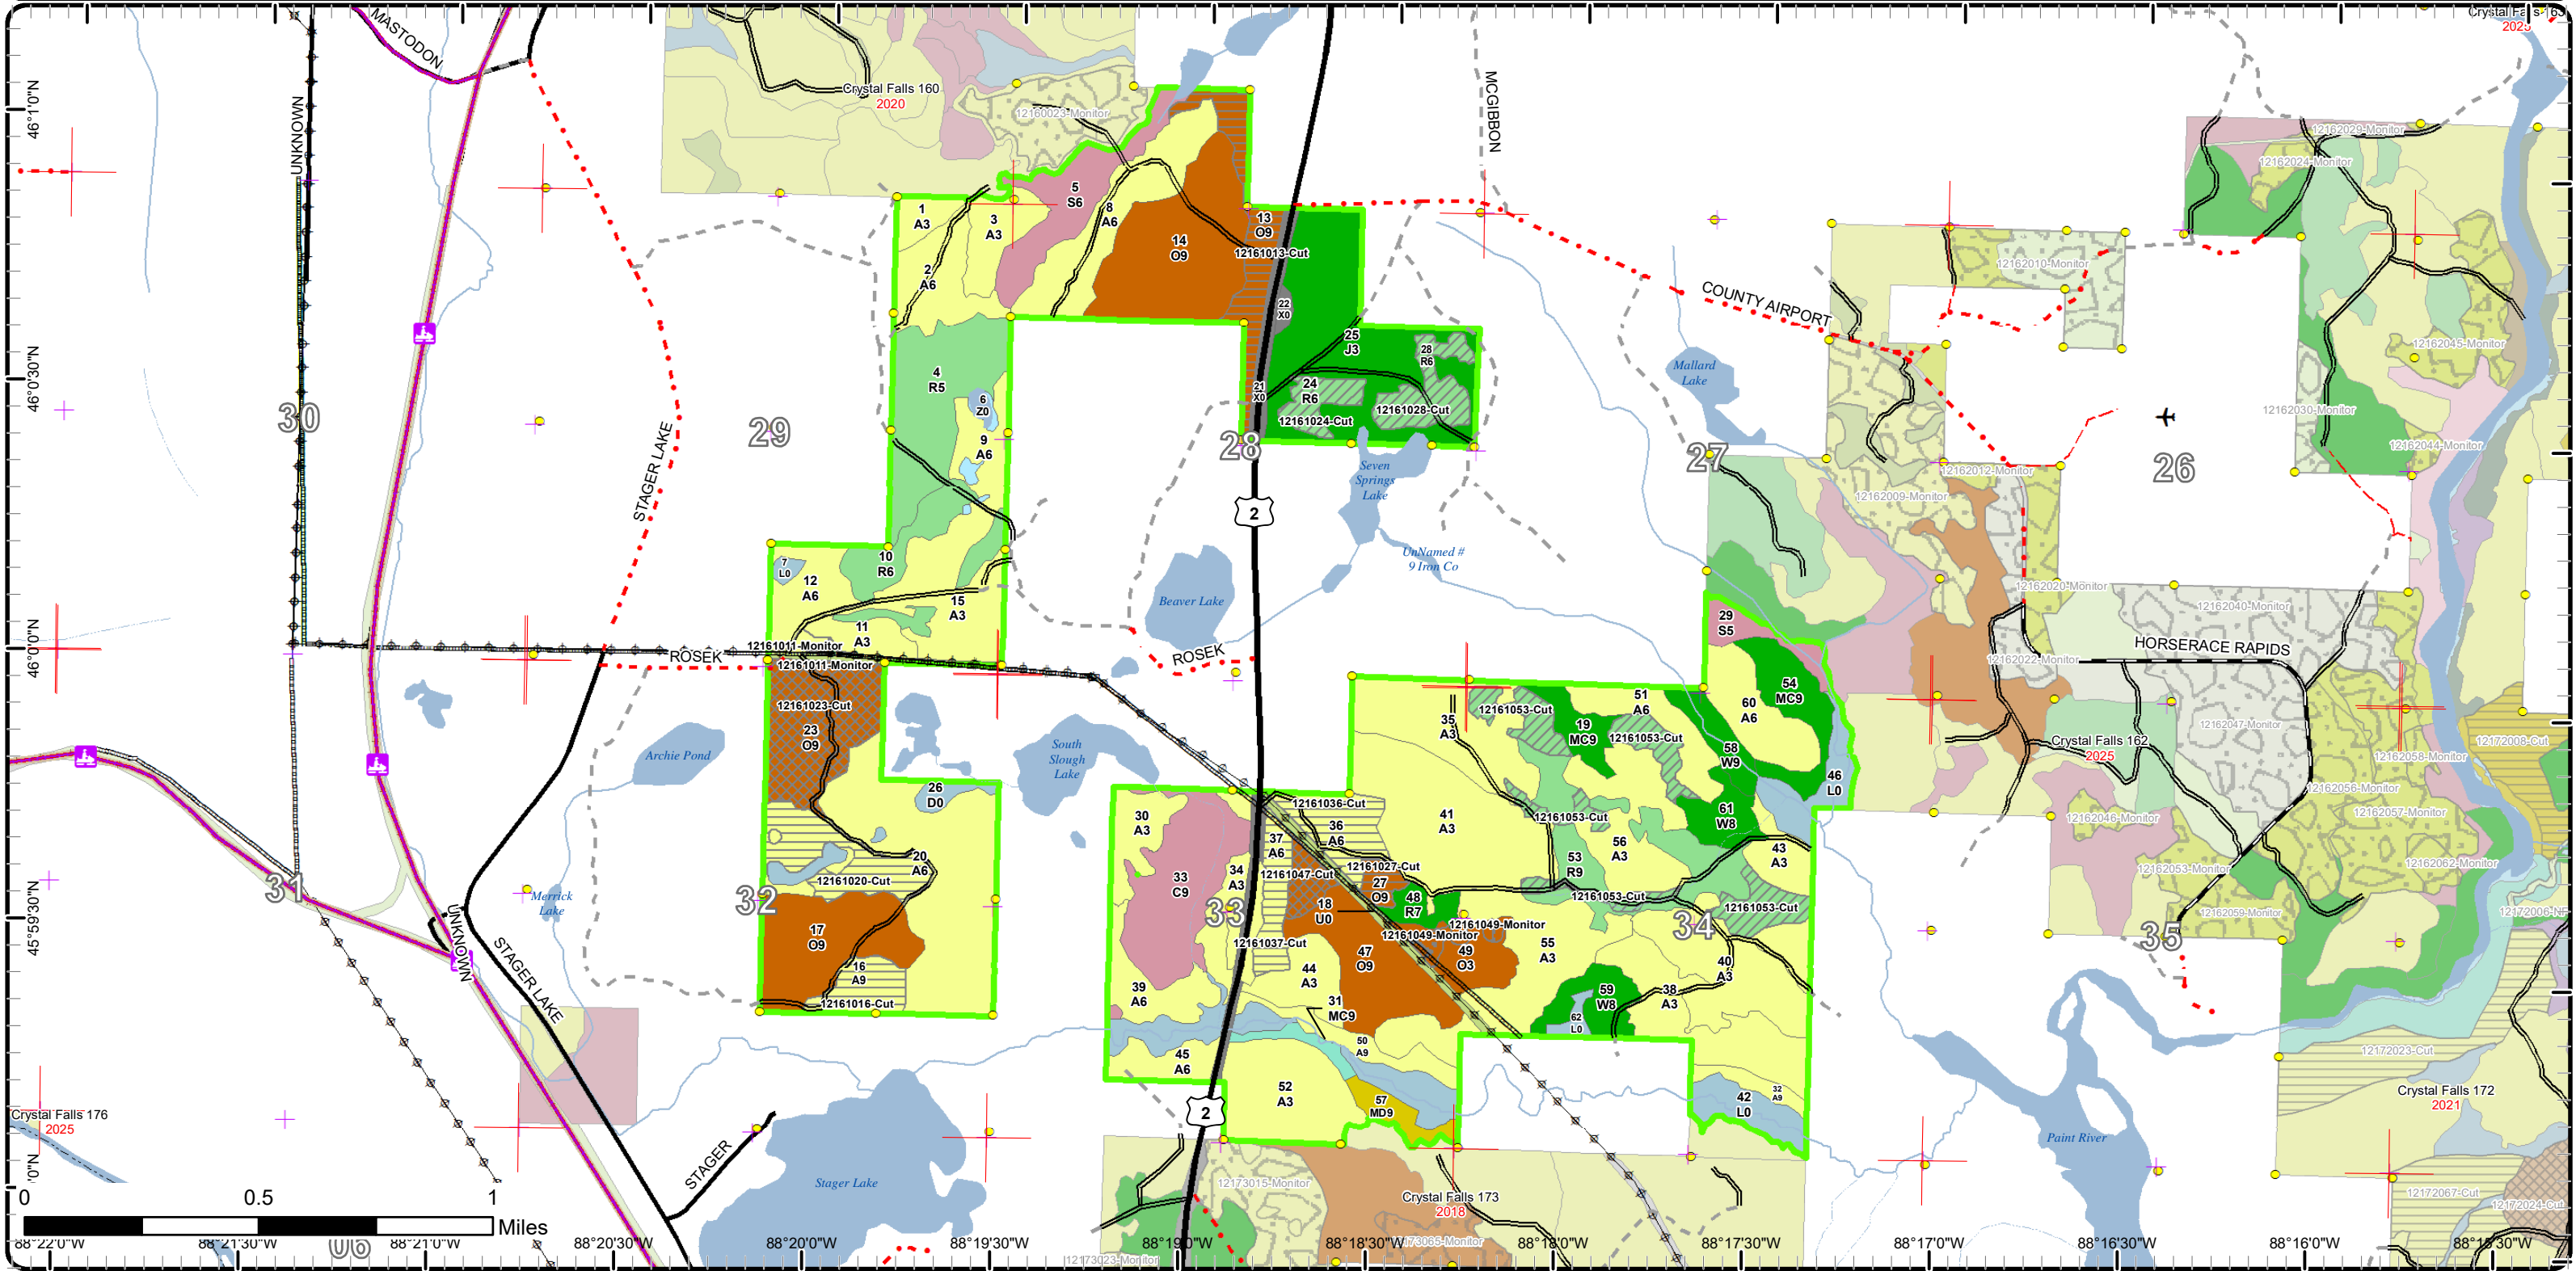 MASTODON
UNKNOWN
Crystal Falls 160
2020
12160023-Monitor
MCGIBBON
2025
12162029-Monitor
12162024-Monitor
46°1'0"N
1
A3
3
A3
5
S6
8
A6
2
A6
14
O9
13
O9
12161013-Cut
22
X0
12162010-Monitor
COUNTY AIRPORT
46°0'30"N
4
R5
6
Z0
9
A6
25
J3
28
R6
24
R6
21
X0
12161028-Cut
12161024-Cut
Mallard
Lake
12162045-Monitor
12162030-Monitor
12162044-Monitor
30
29
28
27
26
STAGER LAKE
2
Seven
Springs
Lake
UnNamed #
9 Iron Co
12162012-Monitor
12162009-Monitor
7
L0
10
R6
12
A6
15
A3
11
A3
Beaver Lake
12162020-Monitor
12162040-Monitor
29
S5
46°0'0"N
12161011-Monitor
12161011-Monitor
ROSEK
ROSEK
HORSERACE RAPIDS
12162022-Monitor
12161023-Cut
23
O9
Archie Pond
South
Slough
Lake
26
D0
12161053-Cut
35
A3
19
MC9
51
A6
12161053-Cut
60
A6
54
MC9
58
W9
46
L0
12162047-Monitor
Crystal Falls 162
2025
12172008-Cut
12162058-Monitor
12162056-Monitor
12162057-Monitor
12162046-Monitor
30
A3
12161036-Cut
36
A6
37
A6
41
A3
12161053-Cut
61
W8
56
A3
43
A3
20
A6
12161020-Cut
33
C9
34
A3
12161047-Cut
12161027-Cut
27
O9
53
R9
12161053-Cut
12161053-Cut
12162053-Monitor
12162062-Monitor
12162059-Monitor
31
32
33
34
35
Merrick
Lake
18
U0
48
R7
12161049-Monitor
12161049-Monitor
17
O9
16
A9
12161016-Cut
12161037-Cut
44
A3
47
O9
49
O3
55
A3
40
A3
38
A3
39
A6
31
MC9
59
W8
62
L0
45°59'30"N
UNKNOWN
STAGER LAKE
50
A9
45
A6
52
A3
57
MD9
42
L0
32
A9
12172023-Cut
Crystal Falls 172
2021
Crystal Falls 176
2025
2
STAGER
Stager Lake
Paint River
12173015-Monitor
Crystal Falls 173
2018
12172067-Cut
12173023-Monitor
0 0.5 1
Miles
06
88°22'0"W 88°21'30"W 88°21'0"W 88°20'30"W 88°20'0"W 88°19'30"W 88°19'0"W 88°18'30"W 88°18'0"W 88°17'30"W 88°17'0"W 88°16'30"W 88°16'0"W 88°15'30"W